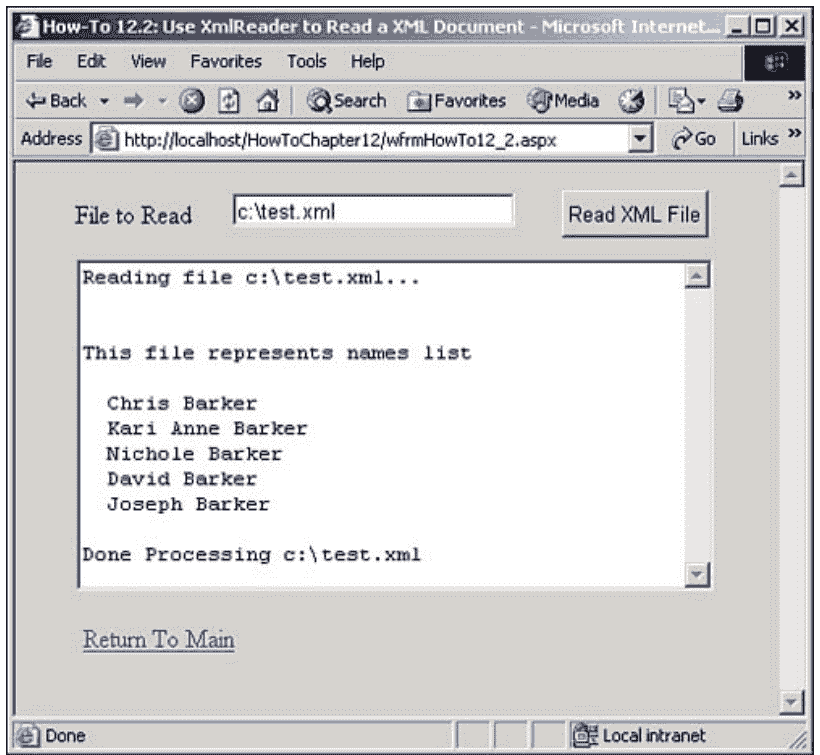 How-To 12.2: Use XmlReader to Read a XML Document - Microsoft Internet...
File Edit View Favorites Tools Help
Back Search Favorites Media
Address http://localhost/HowToChapter12/wfrmHowTo12_2.aspx Go Links
File to Read c:\test.xml Read XML File
Reading file c:\test.xml...
This file represents names list
Chris Barker
Kari Anne Barker
Nichole Barker
David Barker
Joseph Barker
Done Processing c:\test.xml
Return To Main
Done Local intranet